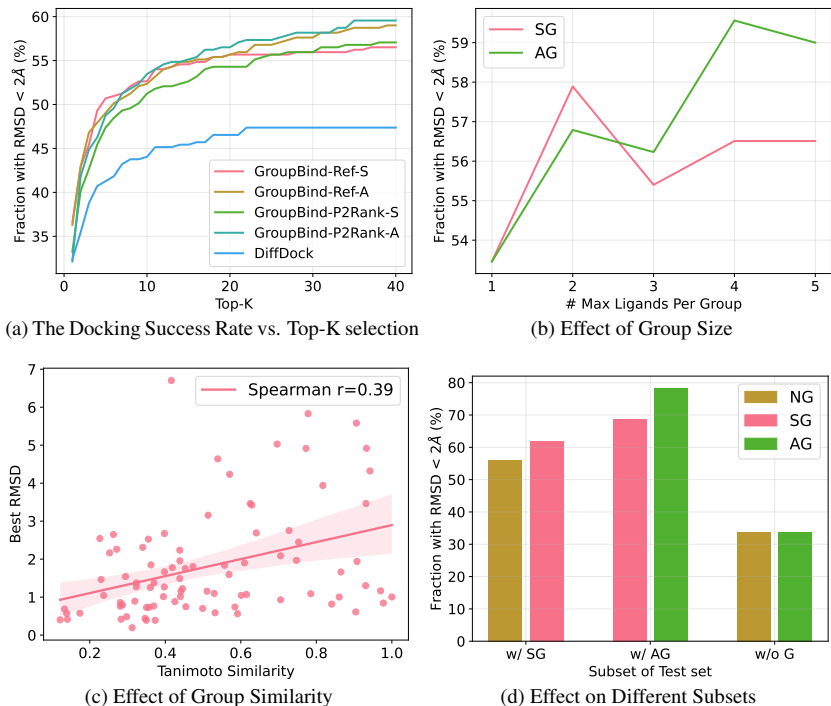 60
55
50
45
40
35
Fraction with RMSD < 2Å (%)
GroupBind-Ref-S
GroupBind-Ref-A
GroupBind-P2Rank-S
GroupBind-P2Rank-A
DiffDock
0 10 20 30 40
Top-K
(a) The Docking Success Rate vs. Top-K selection
SG
AG
59
58
57
56
55
54
Fraction with RMSD < 2Å (%)
1 2 3 4 5
# Max Ligands Per Group
(b) Effect of Group Size
7
6
5
4
3
2
1
0
Best RMSD
Spearman r=0.39
0.2 0.4 0.6 0.8 1.0
Tanimoto Similarity
(c) Effect of Group Similarity
80
70
60
50
40
30
20
10
0
Fraction with RMSD < 2Å (%)
NG
SG
AG
w/ SG w/ AG w/o G
Subset of Test set
(d) Effect on Different Subsets